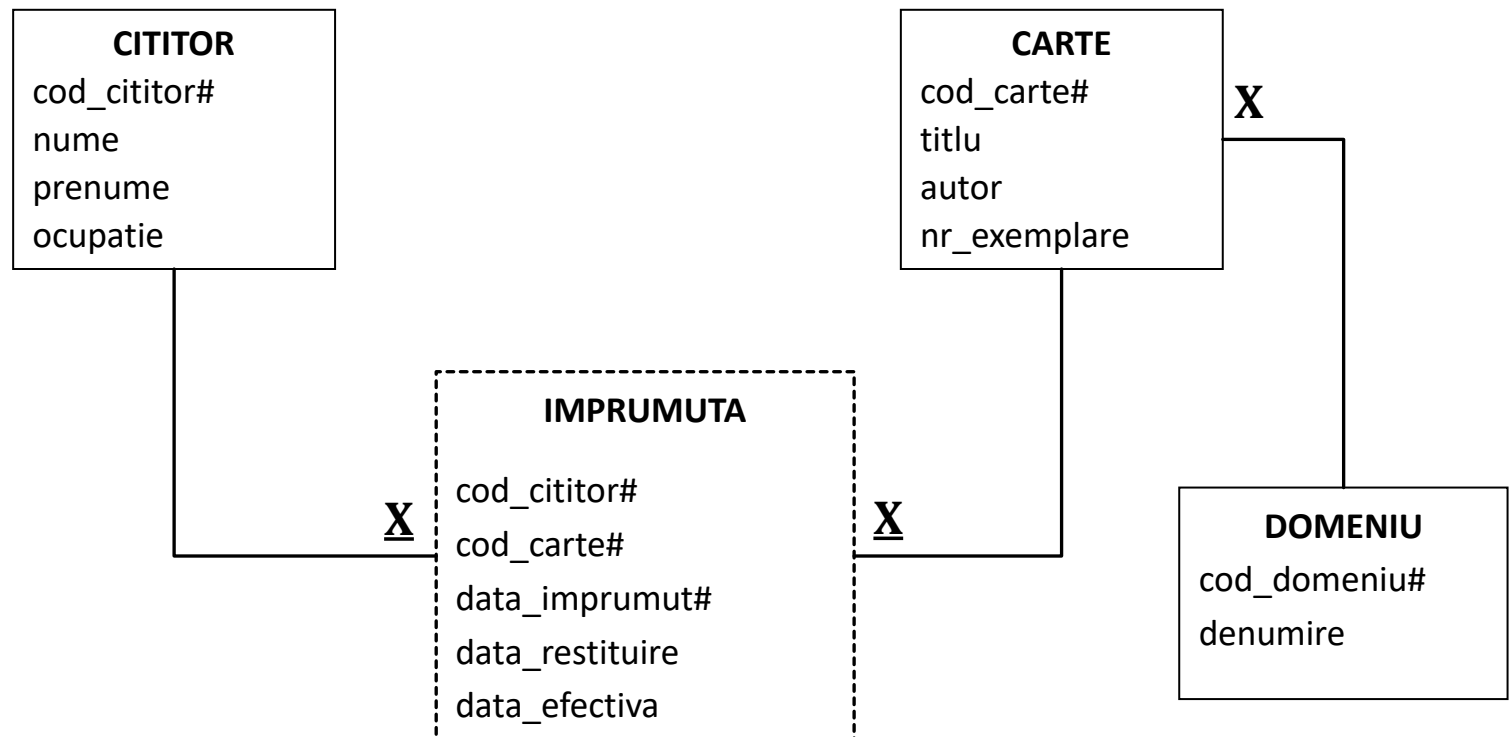 CITITOR
cod_cititor#
nume
prenume
ocupatie
CARTE
cod_carte#
titlu
autor
nr_exemplare
X
IMPRUMUTA
cod_cititor#
cod_carte#
data_imprumut#
data_restituire
data_efectiva
X
X
DOMENIU
cod_domeniu#
denumire